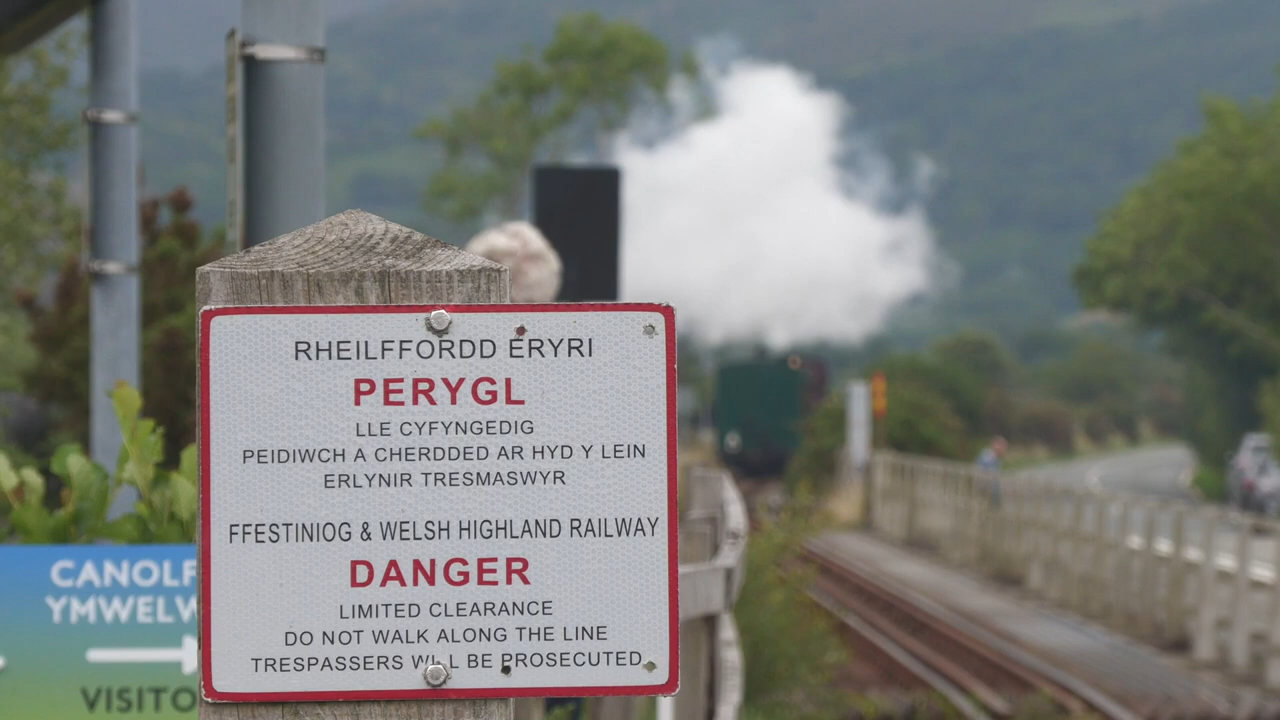 RHEILFFORDD ERYRI
PERYGL
LLE CYFYNGEDIG
PEIDIWCH A CHERDDED AR HYD Y LEIN
ERLYNIR TRESMASWYR
FFESTINIOG & WELSH HIGHLAND RAILWAY
DANGER
LIMITED CLEARANCE
DO NOT WALK ALONG THE LINE
TRESPASSERS WILL BE PROSECUTED
CANOLF
YMWELW
VISITO